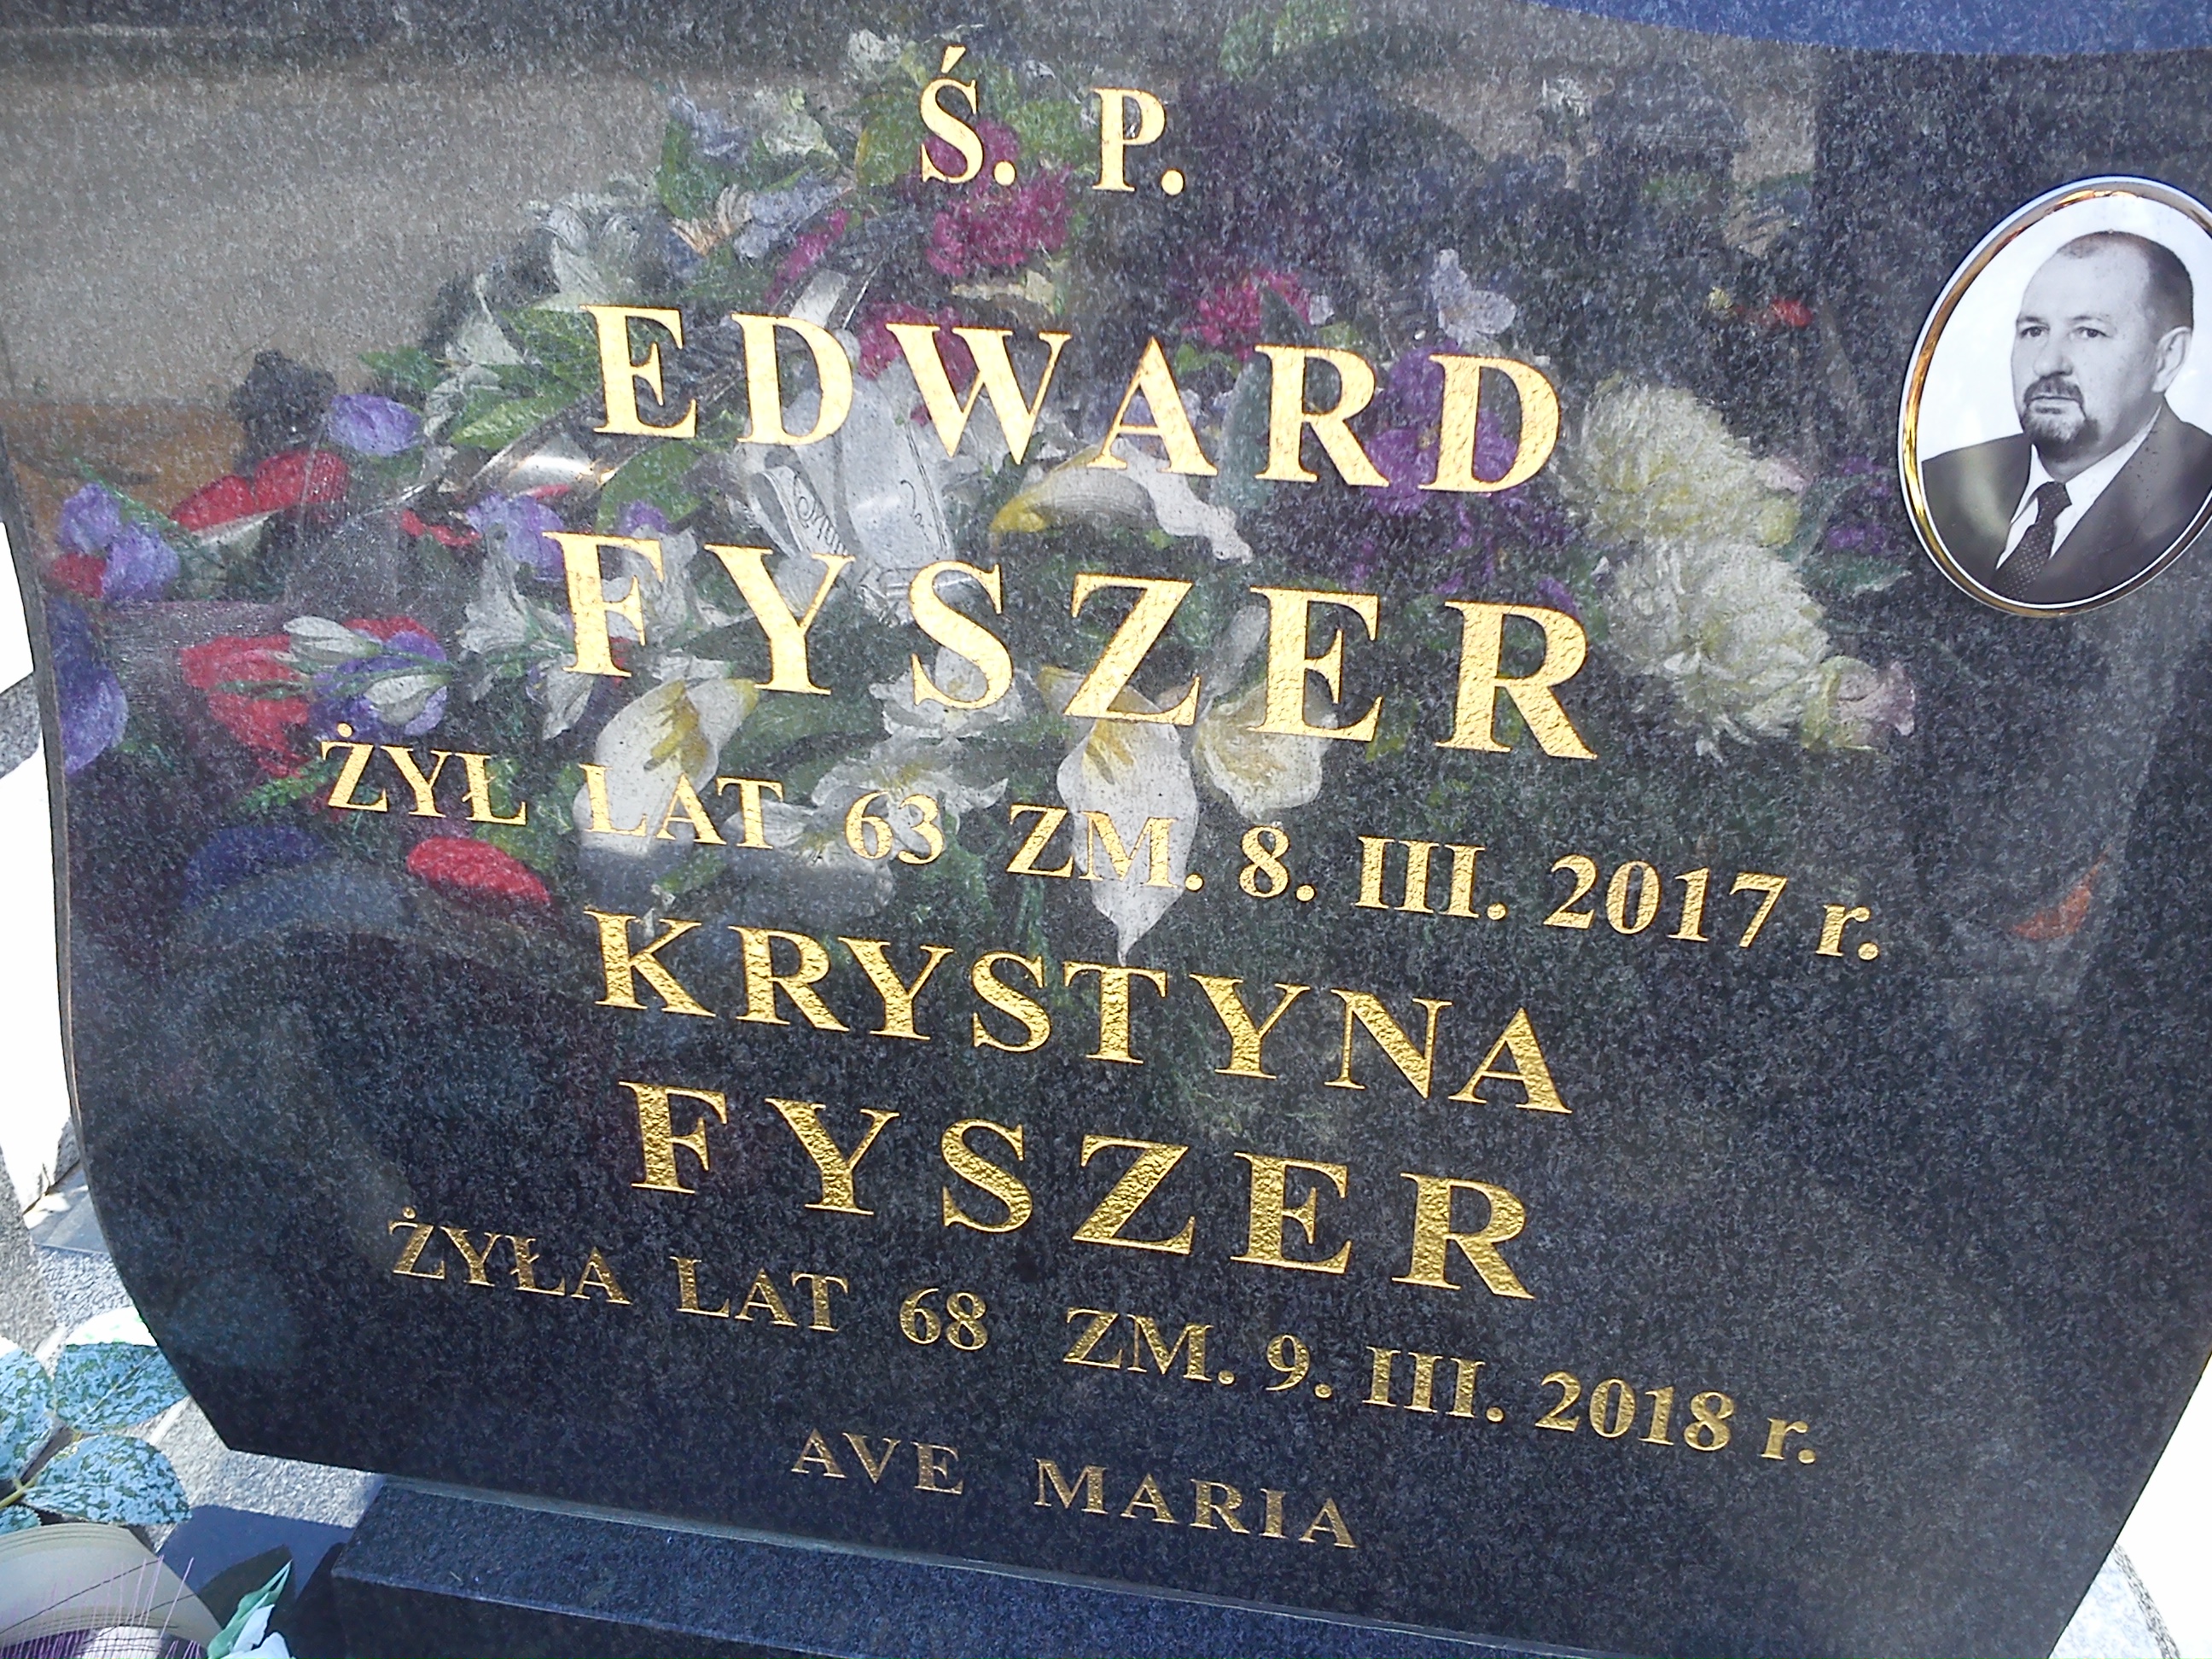 Ś. P.
EDWARD
FYSZER
ŻYŁ LAT 63 ZM. 8. III. 2017 r.
KRYSTYNA
FYSZER
ŻYŁA LAT 68 ZM. 9. III. 2018 r.
AVE MARIA